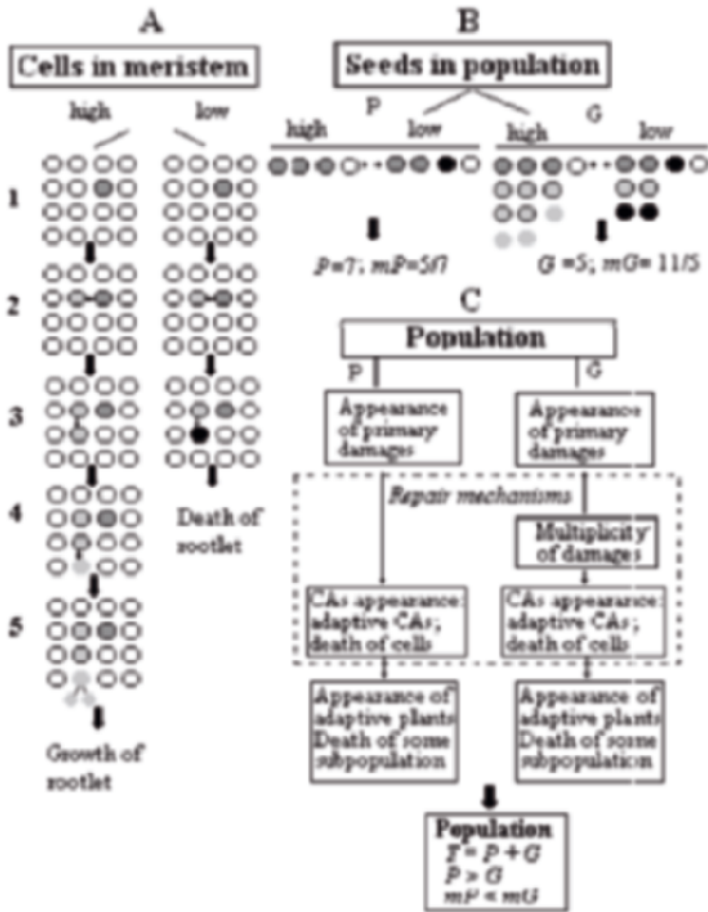 A
Cells in meristem
high
low
1
2
3
4
5
Death of
rootlet
Growth of
rootlet
B
Seeds in population
P
G
high
low
high
low
P=7; mP=5/7
G =5; mG= 11/5
C
Population
P
G
Appearance
of primary
damages
Appearance
of primary
damages
Repair mechanisms
Multiplicity
of damages
CAs appearance:
adaptive CAs;
death of cells
CAs appearance:
adaptive CAs;
death of cells
Appearance of
adaptive plants
Death of some
subpopulation
Appearance of
adaptive plants
Death of some
subpopulation
Population
T = P + G
P > G
mP < mG